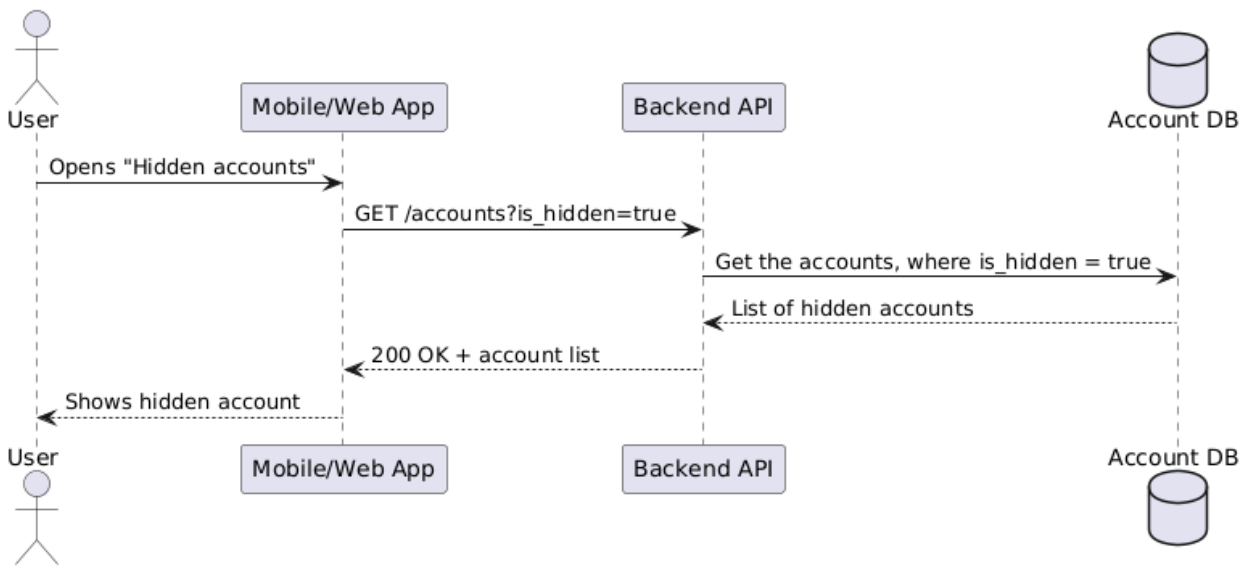 User
Mobile/Web App
Backend API
Account DB
Opens "Hidden accounts"
GET /accounts?is_hidden=true
Get the accounts, where is_hidden = true
List of hidden accounts
200 OK + account list
Shows hidden account
User
Mobile/Web App
Backend API
Account DB